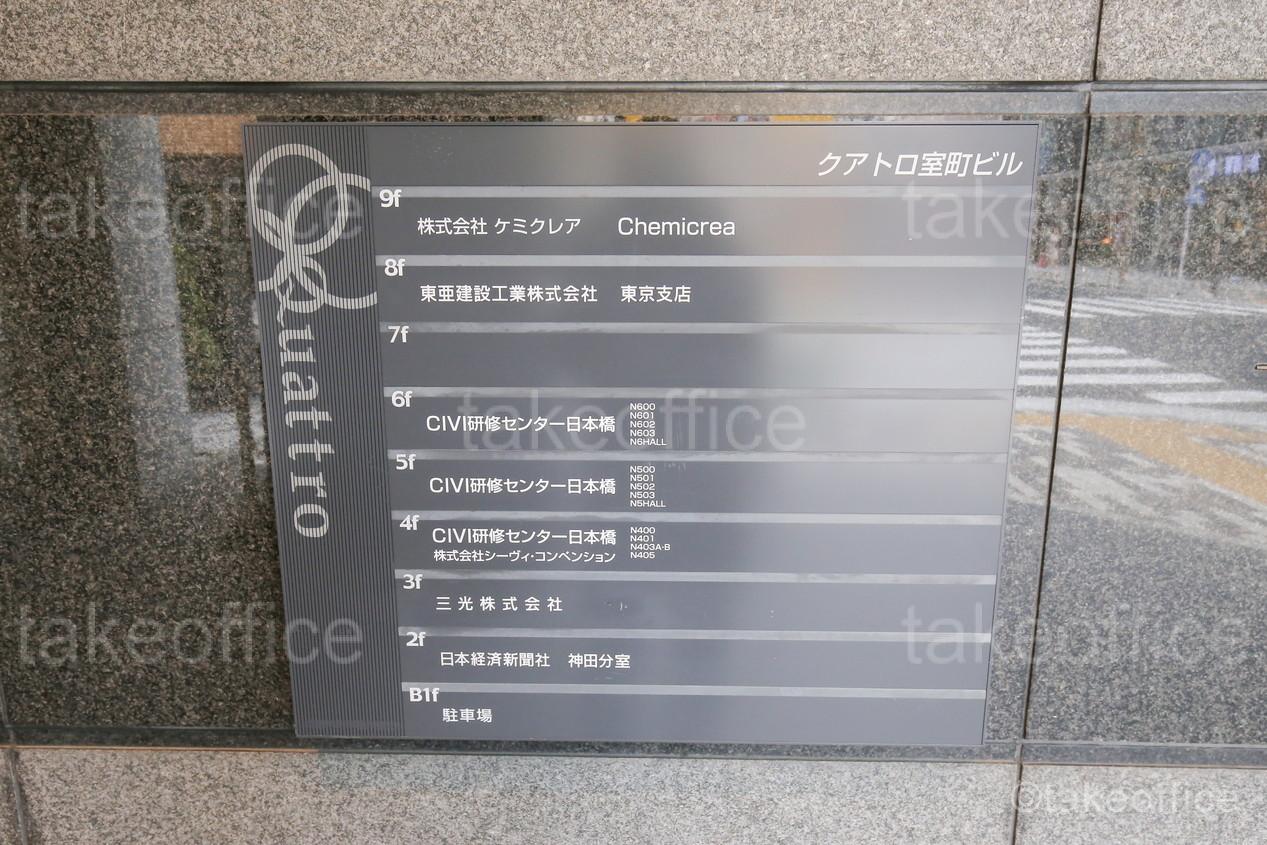 クアトロ室町ビル
Quattro
9f
株式会社 ケミクレア Chemicrea
8f
東亜建設工業株式会社 東京支店
7f
6f
CIVI研修センター日本橋
N600
N601
N602
N603
N6HALL
5f
CIVI研修センター日本橋
N500
N501
N502
N503
N5HALL
4f
CIVI研修センター日本橋
株式会社シーヴィ・コンベンション
N400
N401
N403A・B
N405
3f
三光株式会社
2f
日本経済新聞社 神田分室
B1f
駐車場
takeoffice
takeoffice
takeoffice
takeoffice
takeoffice
©takeoffice